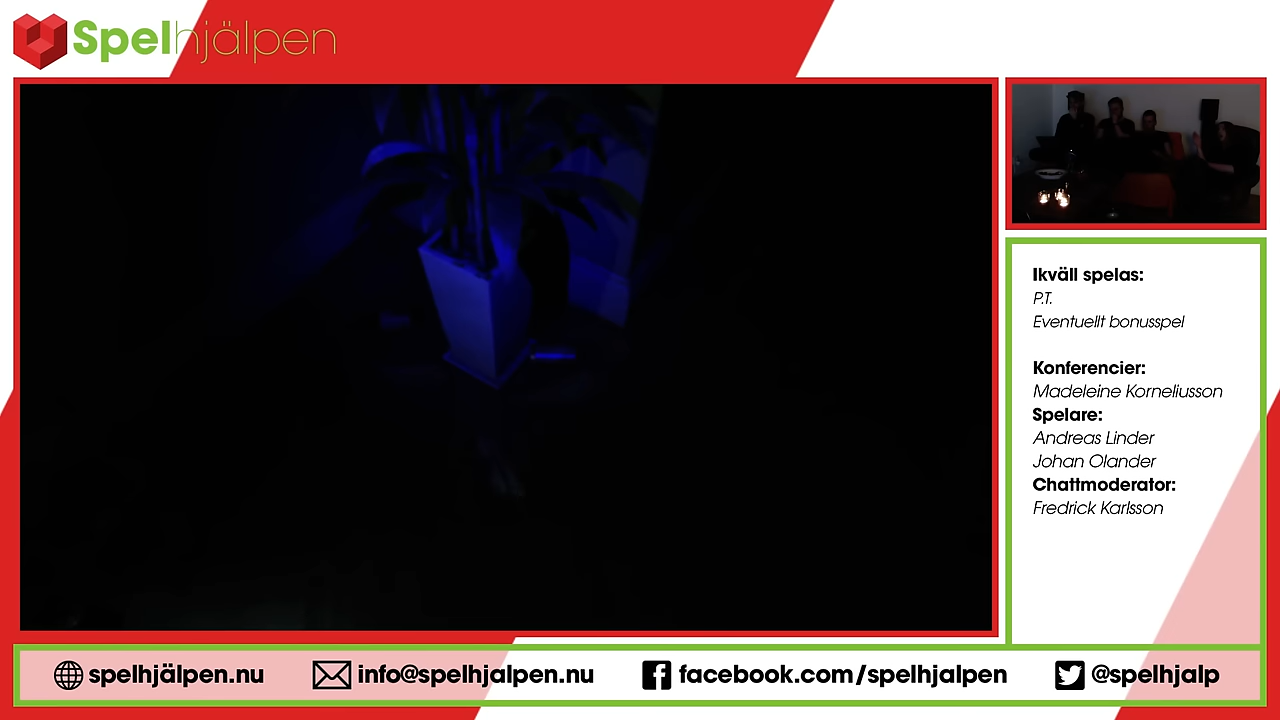 Spelhjälpen
Ikväll spelas:
P.T.
Eventuellt bonusspel
Konferencier:
Madeleine Korneliusson
Spelare:
Andreas Linder
Johan Olander
Chattmoderator:
Fredrick Karlsson
spelhjälpen.nu info@spelhjalpen.nu facebook.com/spelhjalpen @spelhjalp